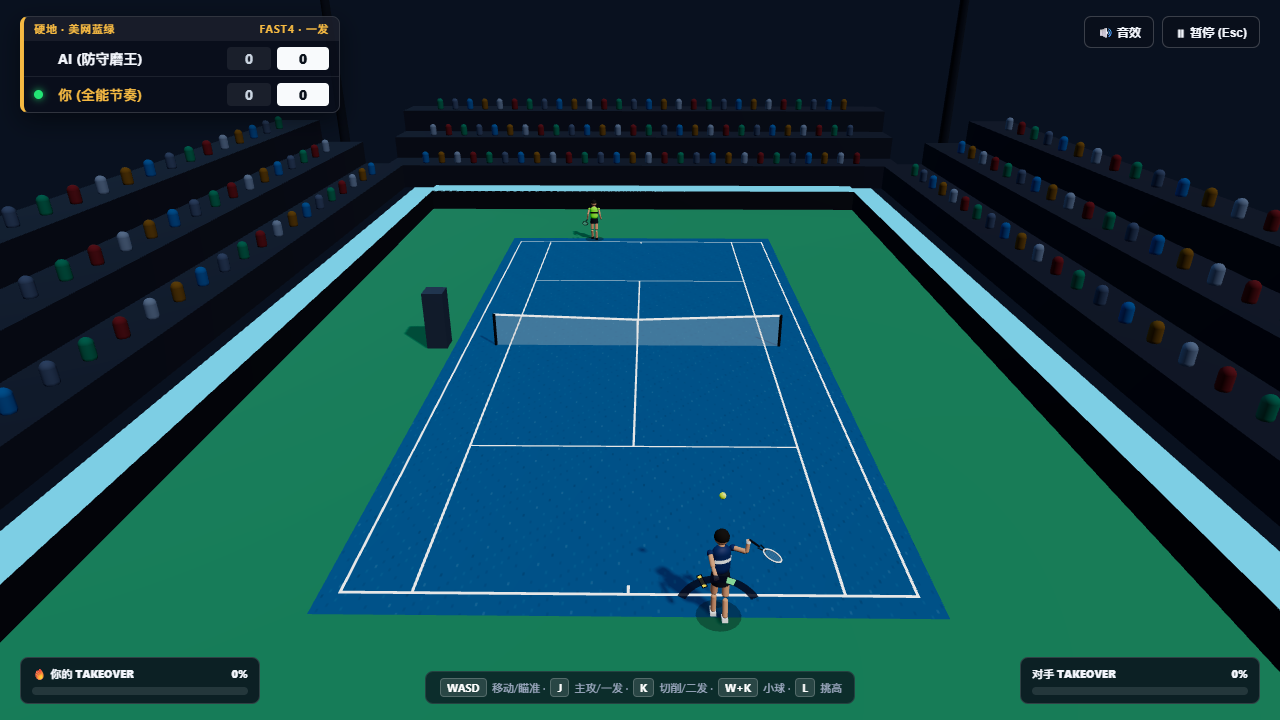 硬地 · 美网蓝绿 FAST4 · 一发
AI (防守磨王) 0 0
你 (全能节奏) 0 0
音效
暂停 (Esc)
你的 TAKEOVER 0%
WASD 移动/瞄准 · J 主攻/一发 · K 切削/二发 · W+K 小球 · L 挑高
对手 TAKEOVER 0%